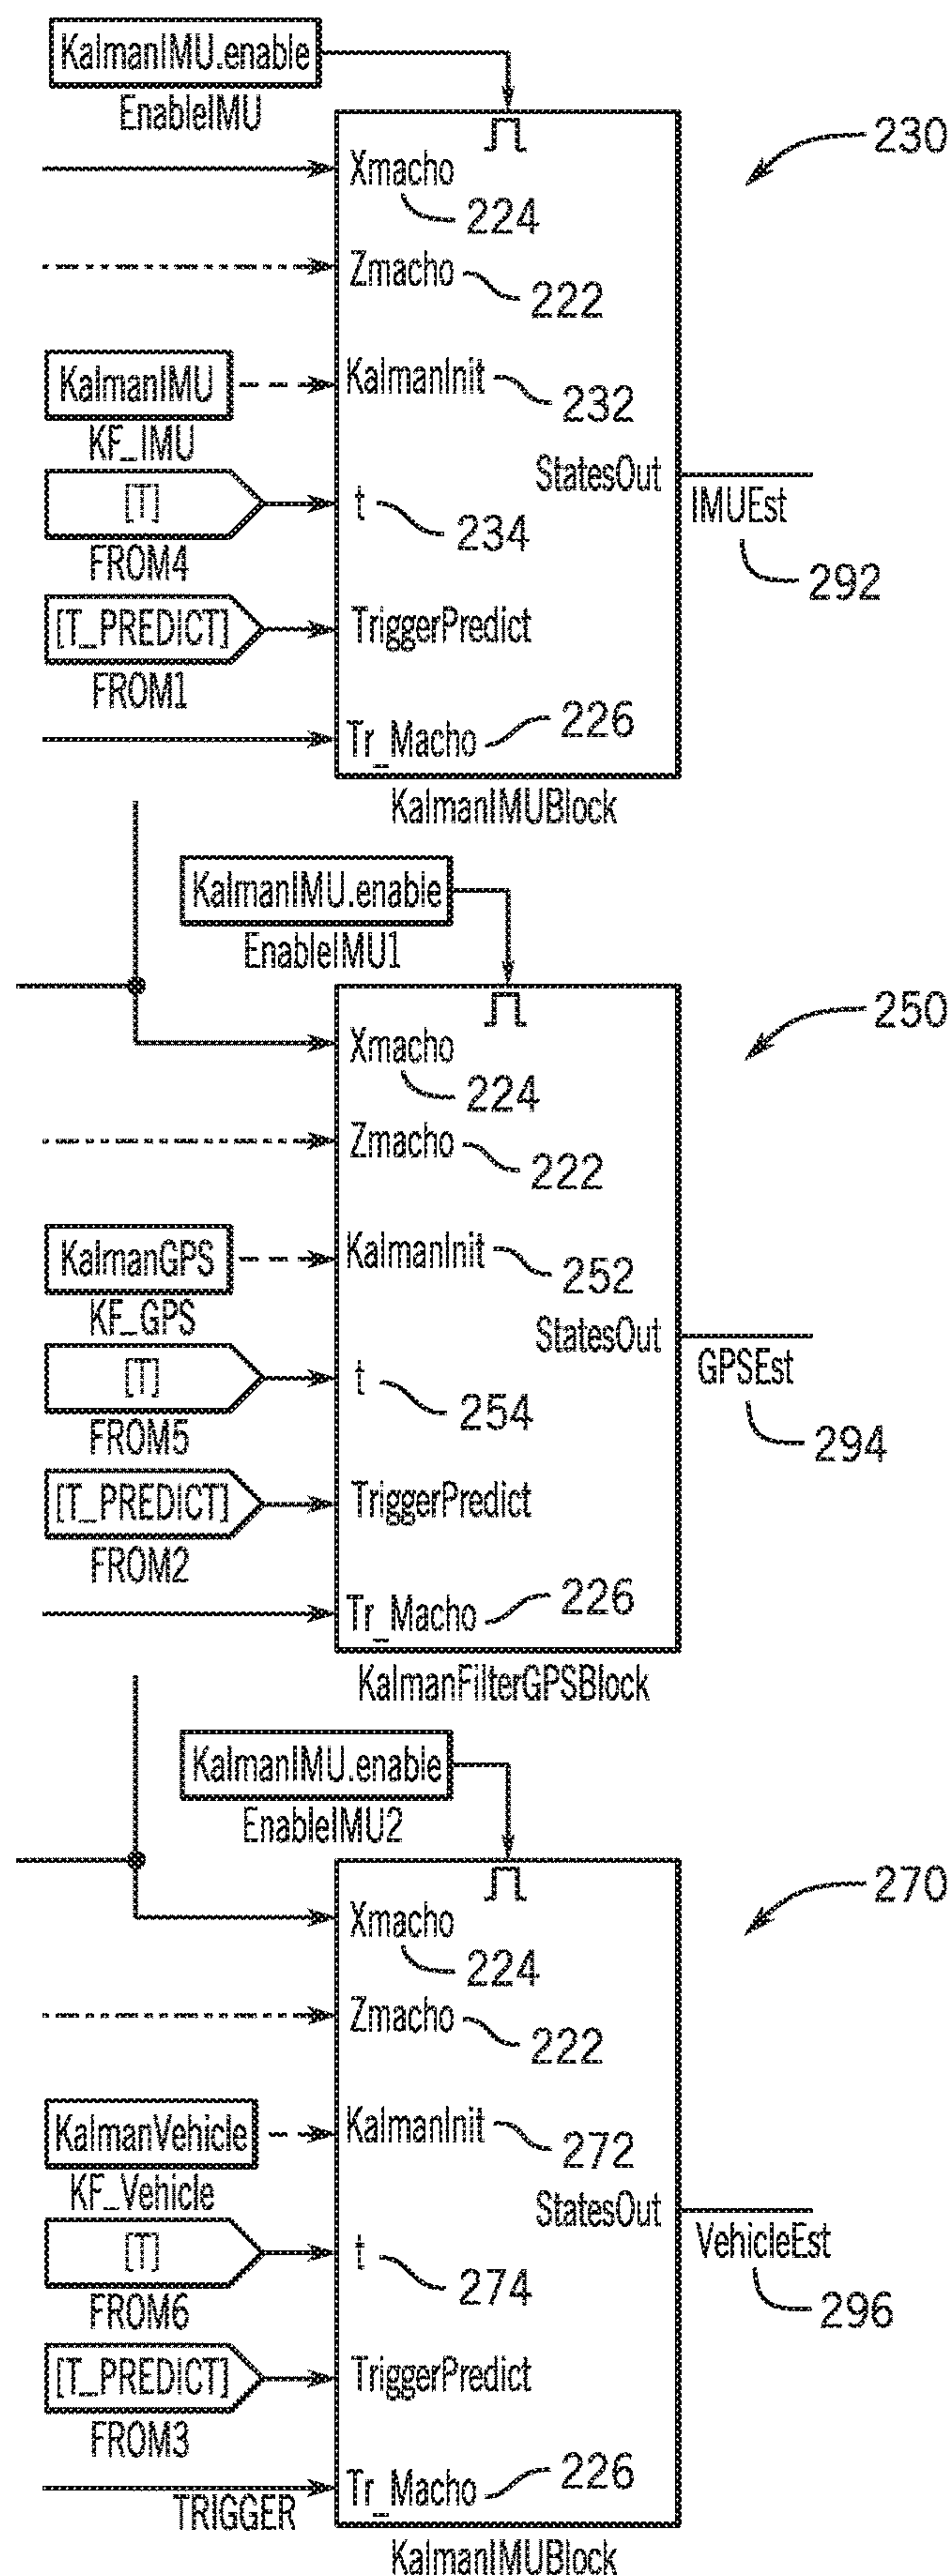 KalmanIMU.enable
EnableIMU
230
Xmacho
224
Zmacho
222
KalmanIMU
KalmanInit
232
KF_IMU
StatesOut
[T]
t
234
IMUEst
292
FROM4
[T_PREDICT]
TriggerPredict
FROM1
Tr_Macho
226
KalmanIMUBlock
KalmanIMU.enable
EnableIMU1
250
Xmacho
224
Zmacho
222
KalmanGPS
KalmanInit
252
KF_GPS
StatesOut
[T]
t
254
GPSEst
294
FROM5
[T_PREDICT]
TriggerPredict
FROM2
Tr_Macho
226
KalmanFilterGPSBlock
KalmanIMU.enable
EnableIMU2
270
Xmacho
224
Zmacho
222
KalmanVehicle
KalmanInit
272
KF_Vehicle
StatesOut
[T]
t
274
VehicleEst
296
FROM6
[T_PREDICT]
TriggerPredict
FROM3
Tr_Macho
226
TRIGGER
KalmanIMUBlock